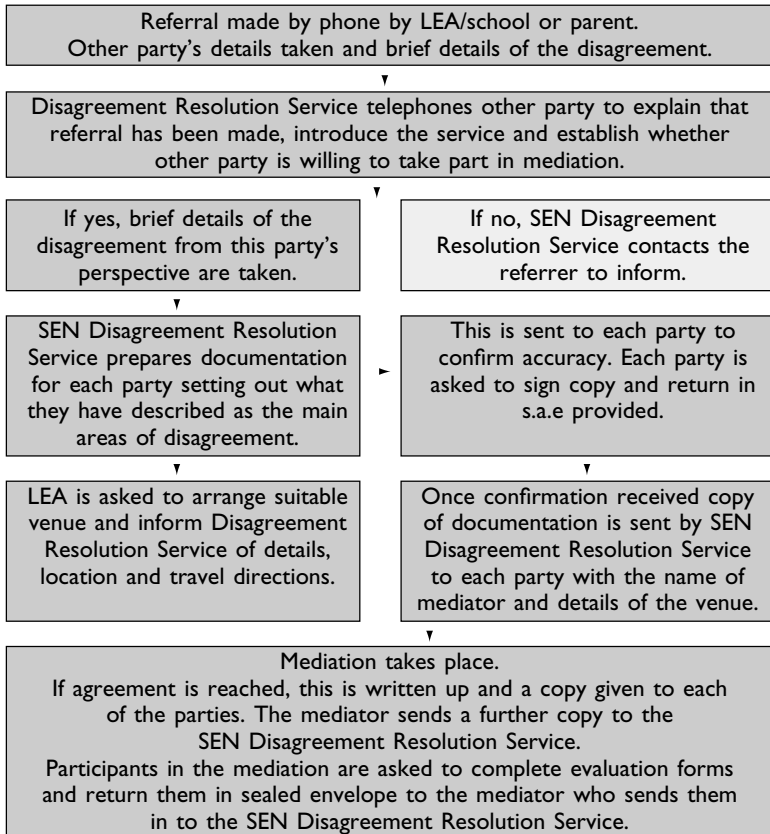 Referral made by phone by LEA/school or parent.
Other party's details taken and brief details of the disagreement.
Disagreement Resolution Service telephones other party to explain that
referral has been made, introduce the service and establish whether
other party is willing to take part in mediation.
If yes, brief details of the
disagreement from this party's
perspective are taken.
If no, SEN Disagreement
Resolution Service contacts the
referrer to inform.
SEN Disagreement Resolution
Service prepares documentation
for each party setting out what
they have described as the main
areas of disagreement.
This is sent to each party to
confirm accuracy. Each party is
asked to sign copy and return in
s.a.e provided.
LEA is asked to arrange suitable
venue and inform Disagreement
Resolution Service of details,
location and travel directions.
Once confirmation received copy
of documentation is sent by SEN
Disagreement Resolution Service
to each party with the name of
mediator and details of the venue.
Mediation takes place.
If agreement is reached, this is written up and a copy given to each
of the parties. The mediator sends a further copy to the
SEN Disagreement Resolution Service.
Participants in the mediation are asked to complete evaluation forms
and return them in sealed envelope to the mediator who sends them
in to the SEN Disagreement Resolution Service.